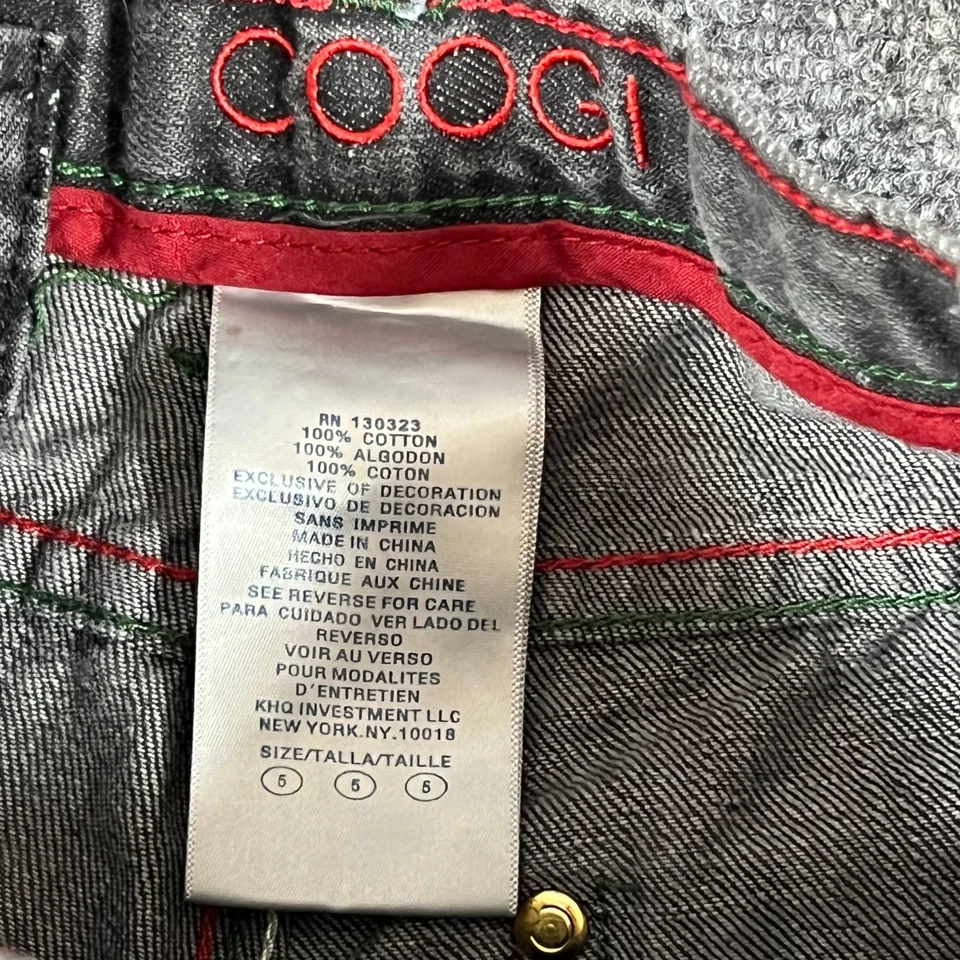 COOGI
RN 130323
100% COTTON
100% ALGODON
100% COTON
EXCLUSIVE OF DECORATION
EXCLUSIVO DE DECORACION
SANS IMPRIME
MADE IN CHINA
HECHO EN CHINA
FABRIQUE AUX CHINE
SEE REVERSE FOR CARE
PARA CUIDADO VER LADO DEL
REVERSO
VOIR AU VERSO
POUR MODALITES
D'ENTRETIEN
KHQ INVESTMENT LLC
NEW YORK.NY.10018
SIZE/TALLA/TAILLE
5 5 5